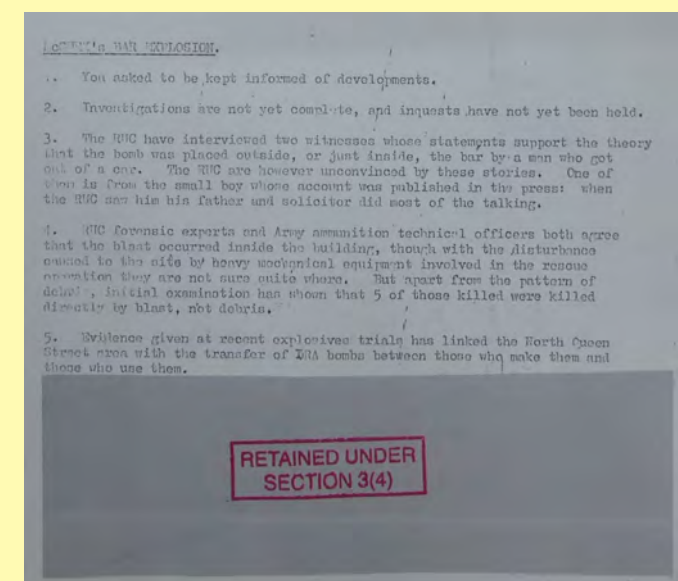 McGURK's BAR EXPLOSION.
1. You asked to be kept informed of developments.
2. Investigations are not yet complete, and inquests have not yet been held.
3. The RUC have interviewed two witnesses whose statements support the theory
that the bomb was placed outside, or just inside, the bar by a man who got
out of a car. The RUC are however unconvinced by these stories. One of
them is from the small boy whose account was published in the press: when
the RUC saw him his father and solicitor did most of the talking.
4. RUC forensic experts and Army ammunition technical officers both agree
that the blast occurred inside the building, though with the disturbance
caused to the site by heavy mechanical equipment involved in the rescue
operation they are not sure quite where. But apart from the pattern of
debris, initial examination has shown that 5 of those killed were killed
directly by blast, not debris.
5. Evidence given at recent explosives trials has linked the North Queen
Street area with the transfer of IRA bombs between those who make them and
those who use them.
RETAINED UNDER
SECTION 3(4)